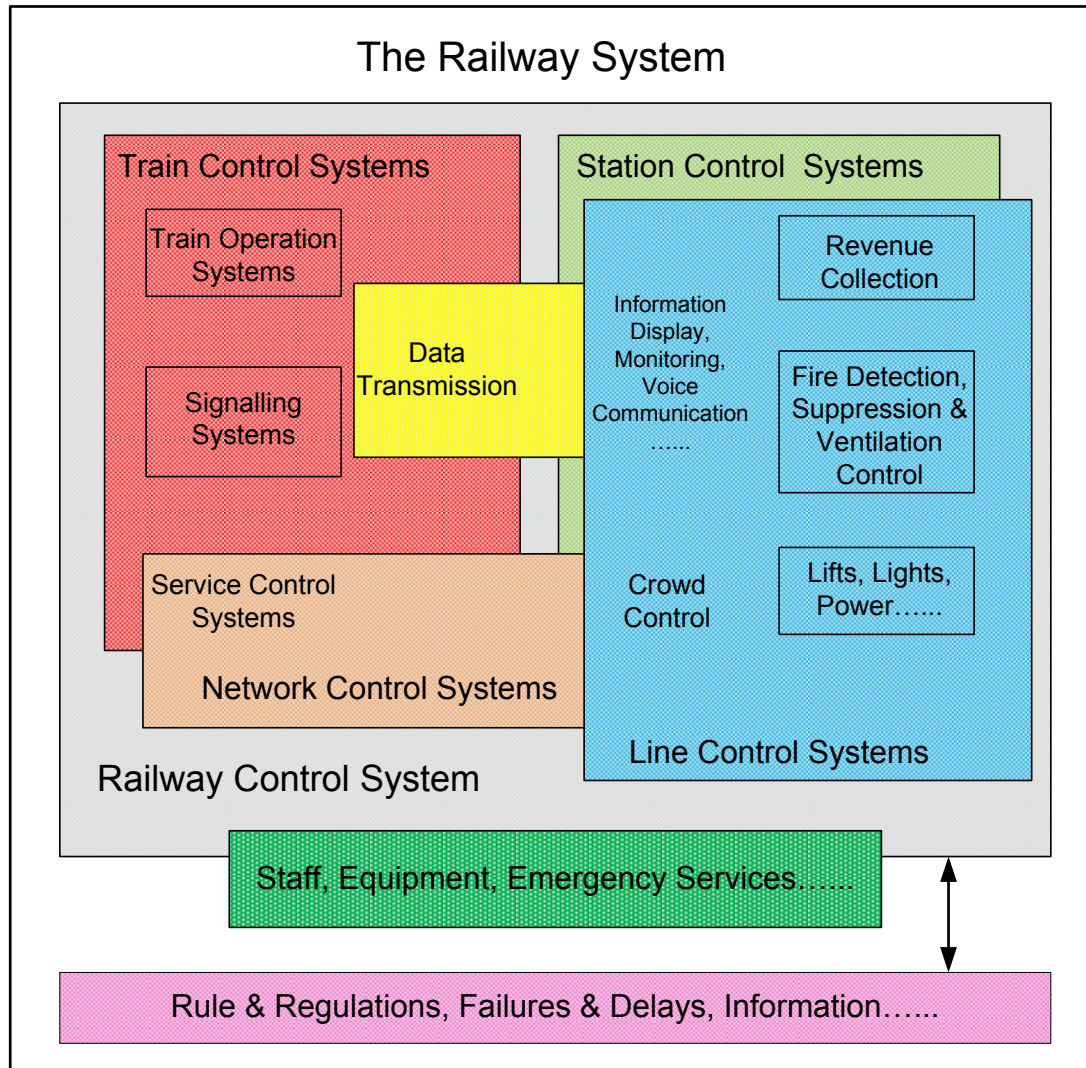 The Railway System
Train Control Systems
Station Control Systems
Train Operation
Systems
Revenue
Collection
Information
Display,
Monitoring,
Voice
Communication
…...
Data
Transmission
Fire Detection,
Suppression &
Ventilation
Control
Signalling
Systems
Service Control
Systems
Crowd
Control
Lifts, Lights,
Power…...
Network Control Systems
Line Control Systems
Railway Control System
Staff, Equipment, Emergency Services…...
Rule & Regulations, Failures & Delays, Information…...